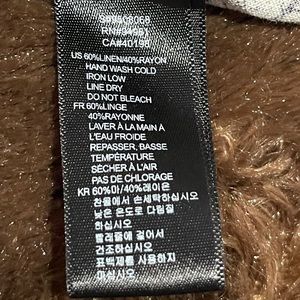 CA#40198
US 60%LINEN/40%RAYON
HAND WASH COLD
IRON LOW
LINE DRY
DO NOT BLEACH
FR 60%LINGE
40%RAYONNE
LAVER À LA MAIN À
L'EAU FROIDE
REPASSER, BASSE
TEMPÉRATURE
SÉCHER À L'AIR
PAS DE CHLORAGE
KR 60%마/40%레이온
찬물에서 손세탁하십시오
낮은 온도로 다림질
하십시오
빨래줄에 걸어서
건조하십시오
표백제를 사용하지
마십시오